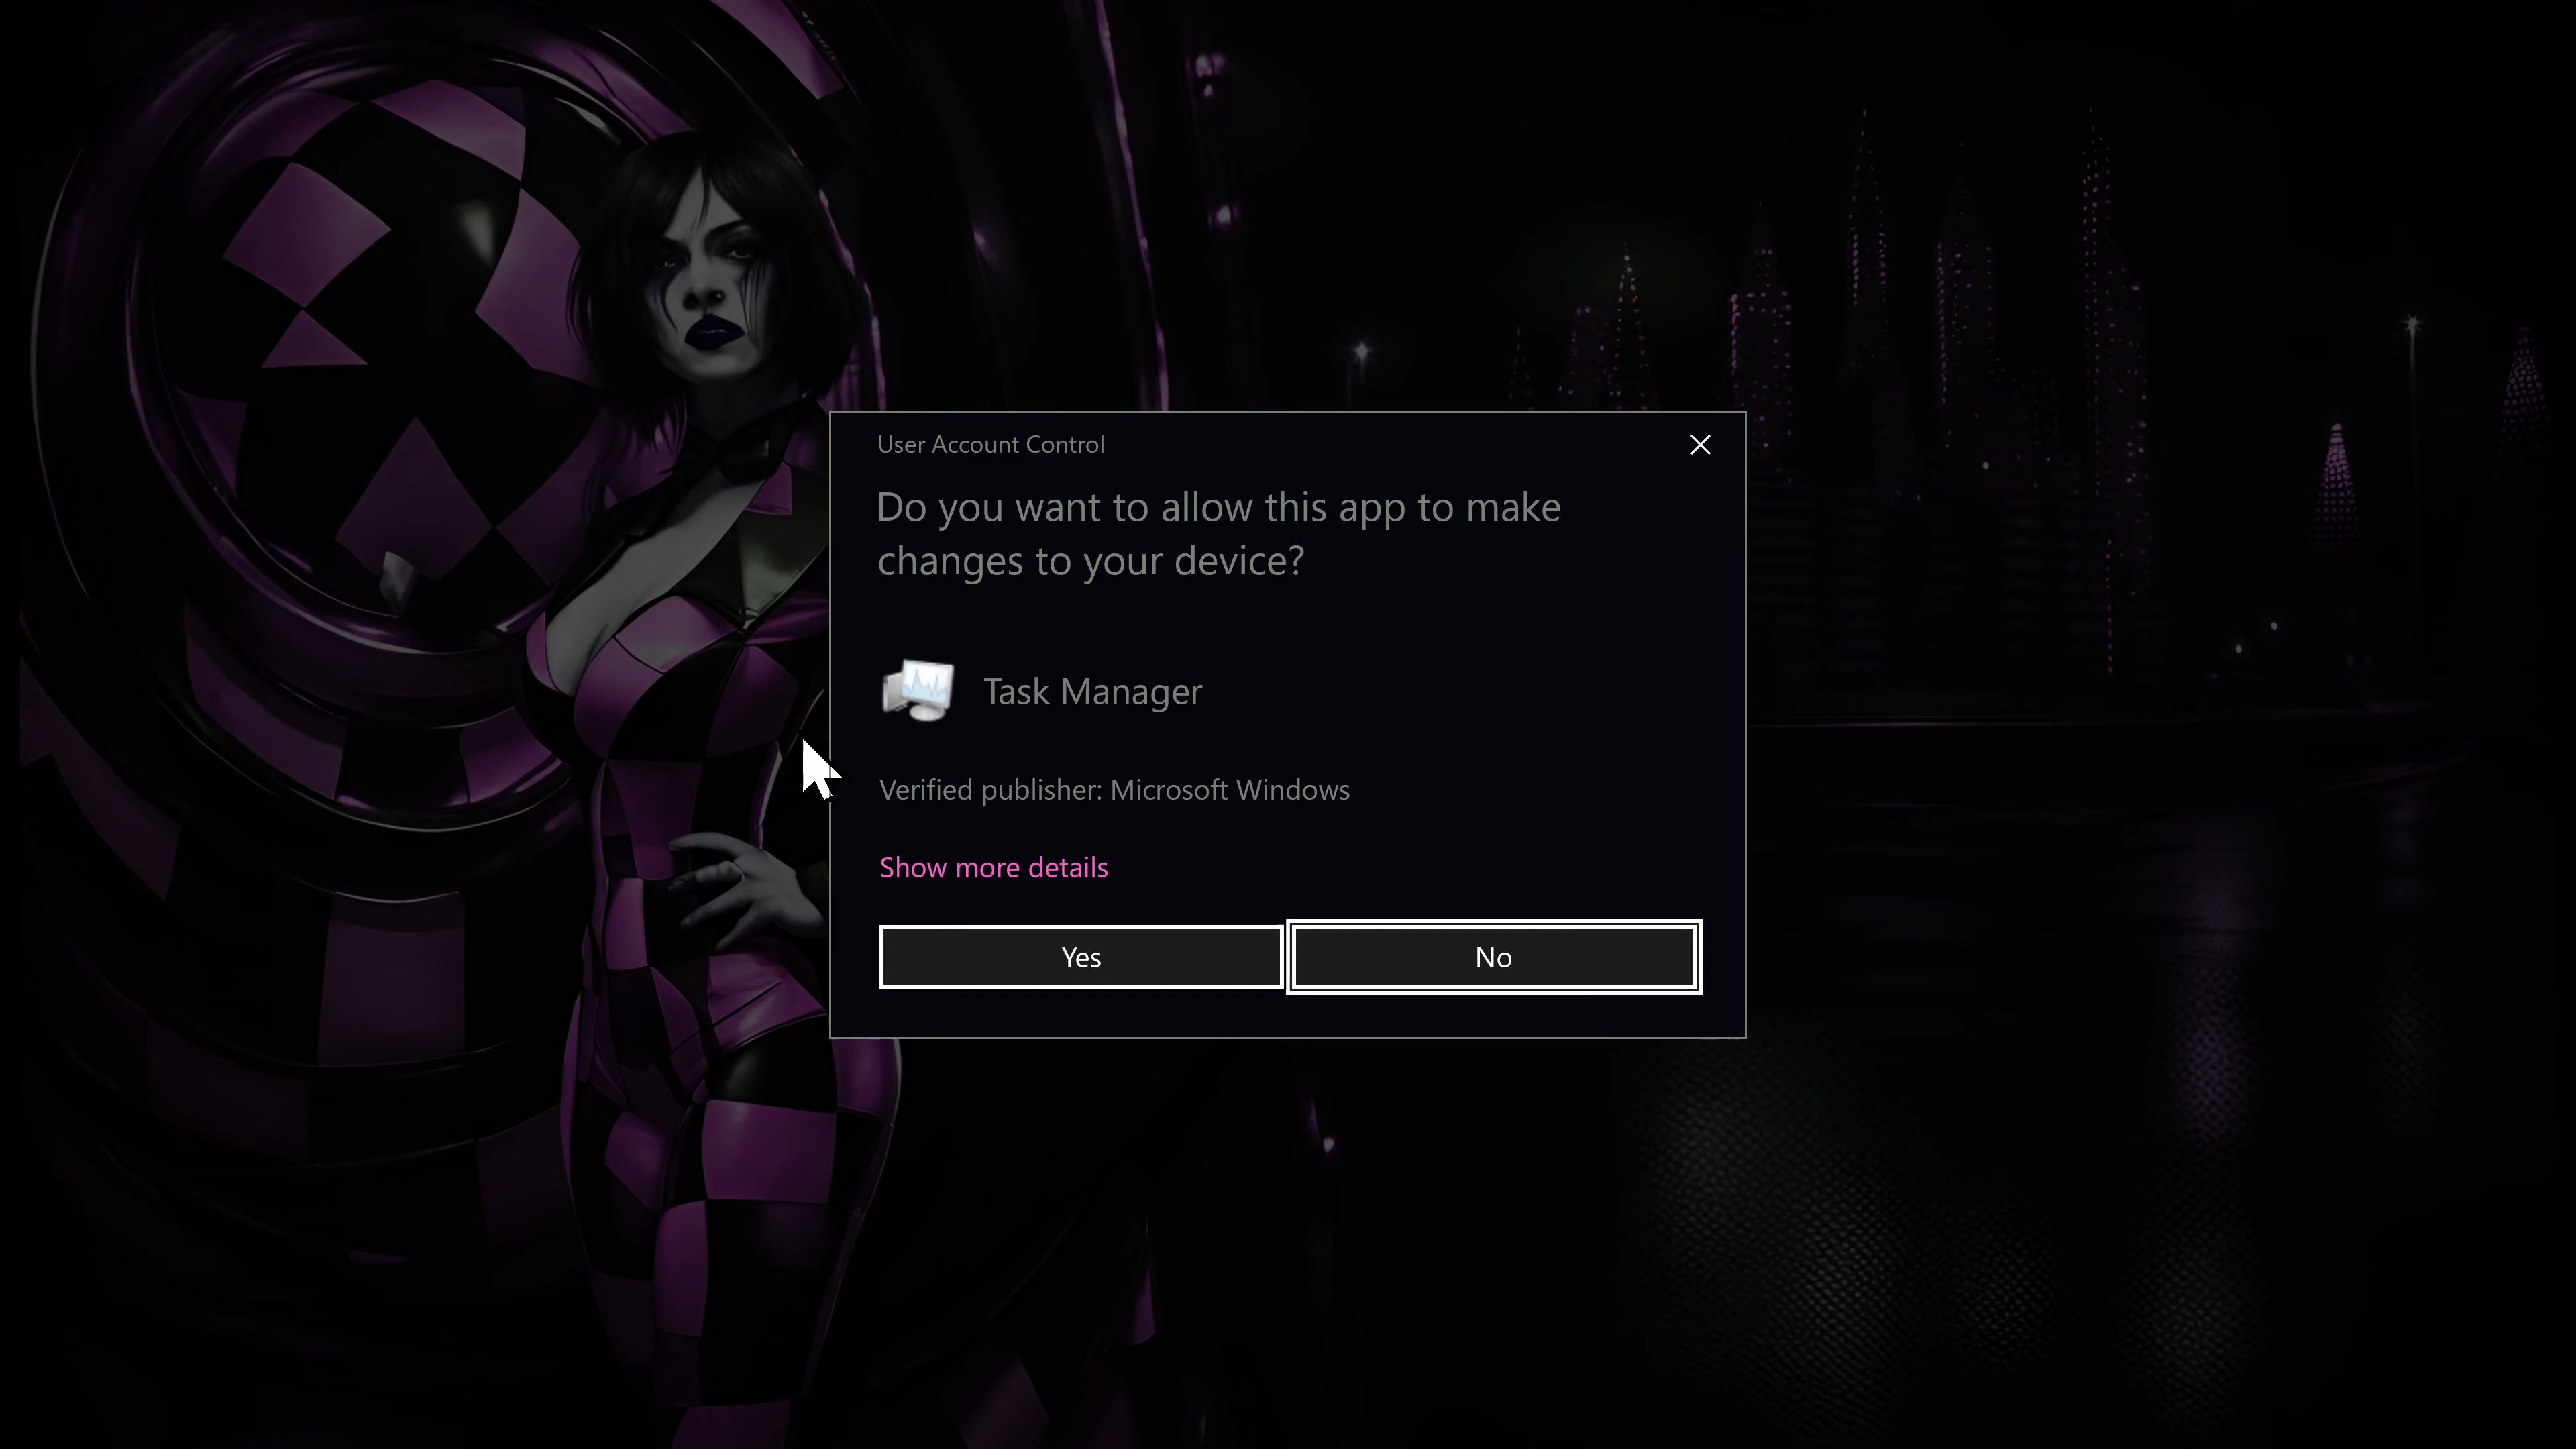 User Account Control
Do you want to allow this app to make
changes to your device?
Task Manager
Verified publisher: Microsoft Windows
Show more details
Yes
No